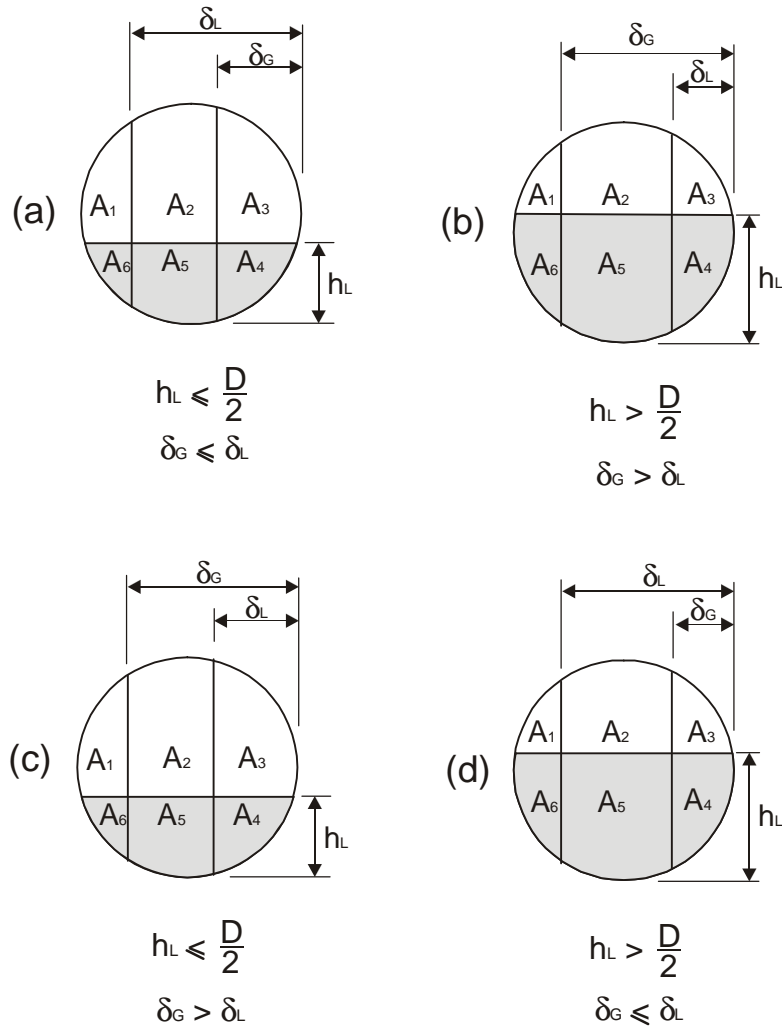 δL
δG
(a)
A1 A2 A3
A6 A5 A4
hL
hL ⩽ D/2
δG ⩽ δL
δG
δL
(b)
A1 A2 A3
A6 A5 A4
hL
hL > D/2
δG > δL
δG
δL
(c)
A1 A2 A3
A6 A5 A4
hL
hL ⩽ D/2
δG > δL
δL
δG
(d)
A1 A2 A3
A6 A5 A4
hL
hL > D/2
δG ⩽ δL